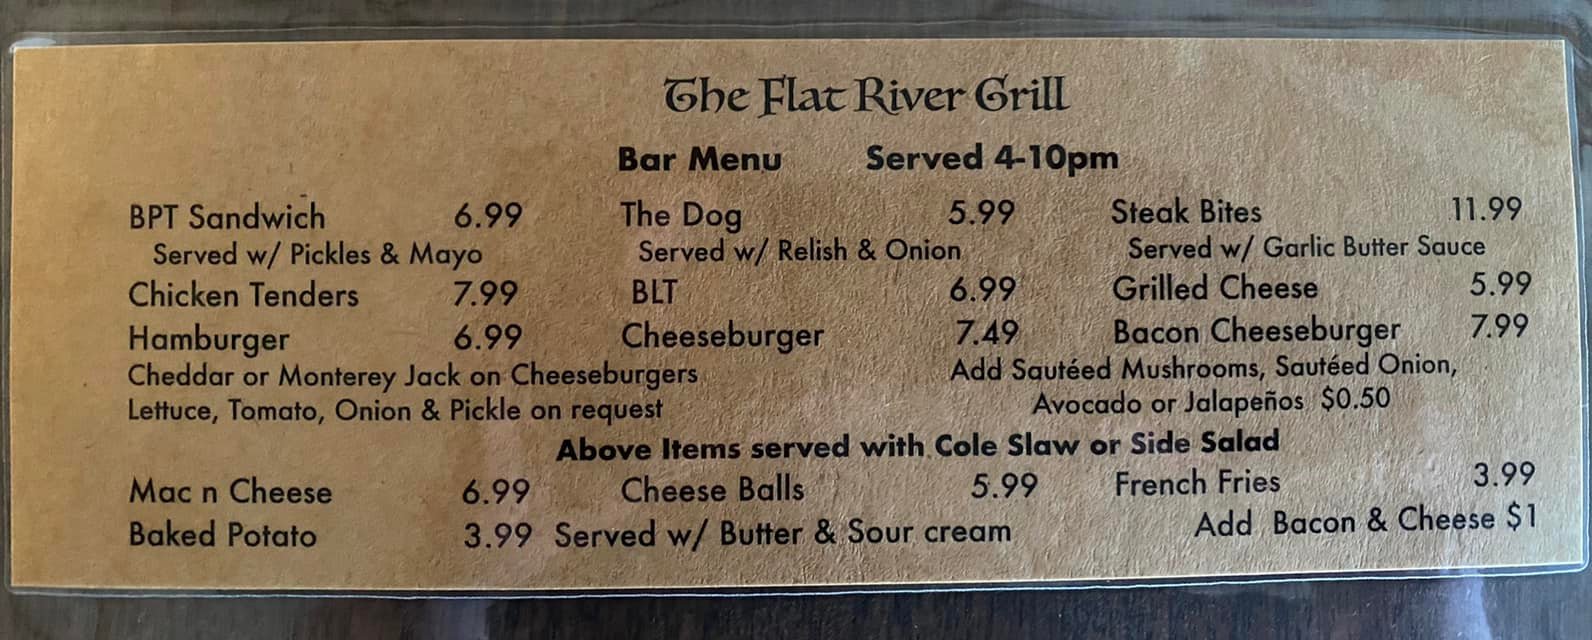 The Flat River Grill
Bar Menu Served 4-10pm
BPT Sandwich 6.99 The Dog 5.99 Steak Bites 11.99
Served w/ Pickles & Mayo Served w/ Relish & Onion Served w/ Garlic Butter Sauce
Chicken Tenders 7.99 BLT 6.99 Grilled Cheese 5.99
Hamburger 6.99 Cheeseburger 7.49 Bacon Cheeseburger 7.99
Cheddar or Monterey Jack on Cheeseburgers Add Sautéed Mushrooms, Sautéed Onion,
Lettuce, Tomato, Onion & Pickle on request Avocado or Jalapeños $0.50
Above Items served with Cole Slaw or Side Salad
Mac n Cheese 6.99 Cheese Balls 5.99 French Fries 3.99
Baked Potato 3.99 Served w/ Butter & Sour cream Add Bacon & Cheese $1